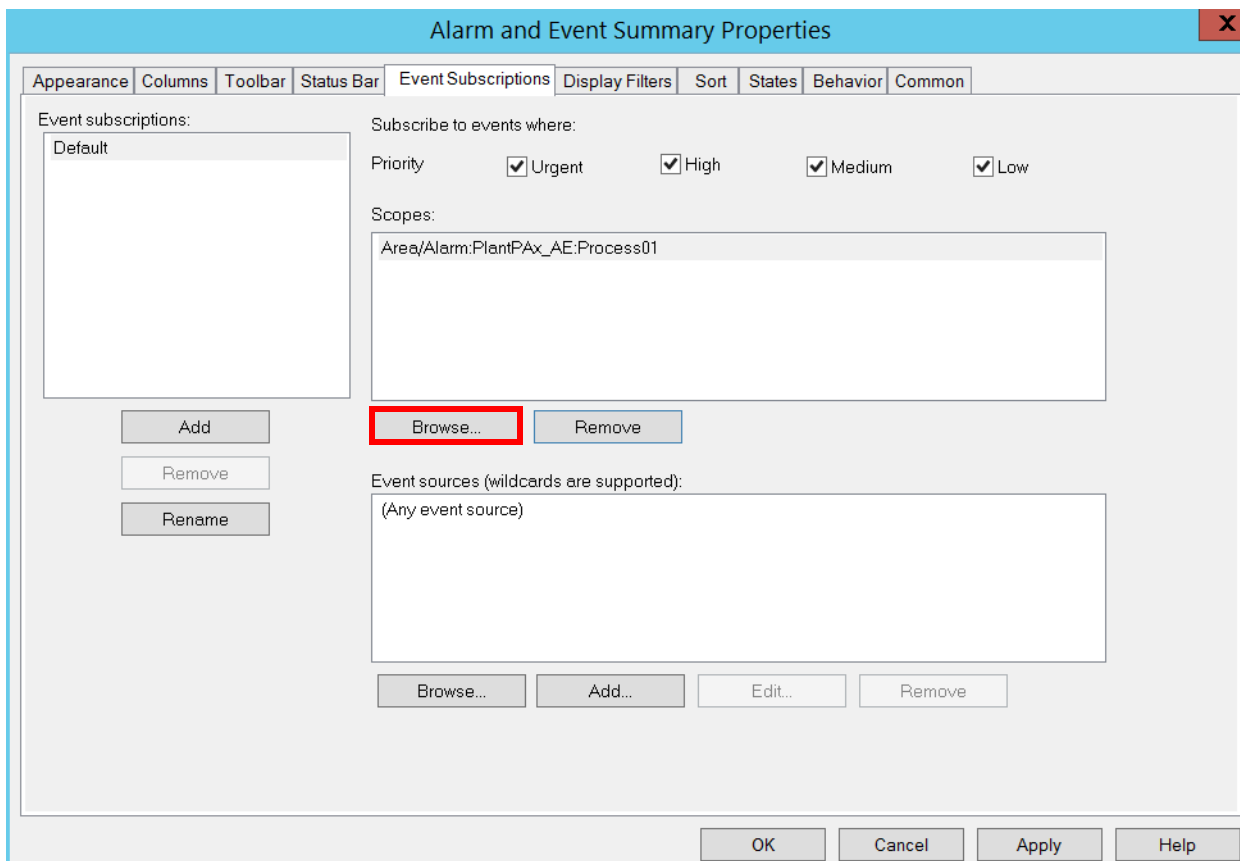 Alarm and Event Summary Properties
X
Appearance Columns Toolbar Status Bar Event Subscriptions Display Filters Sort States Behavior Common
Event subscriptions:
Default
Add
Remove
Rename
Subscribe to events where:
Priority Urgent High Medium Low
Scopes:
Area/Alarm:PlantPAx_AE:Process01
Browse... Remove
Event sources (wildcards are supported):
(Any event source)
Browse... Add... Edit... Remove
OK Cancel Apply Help